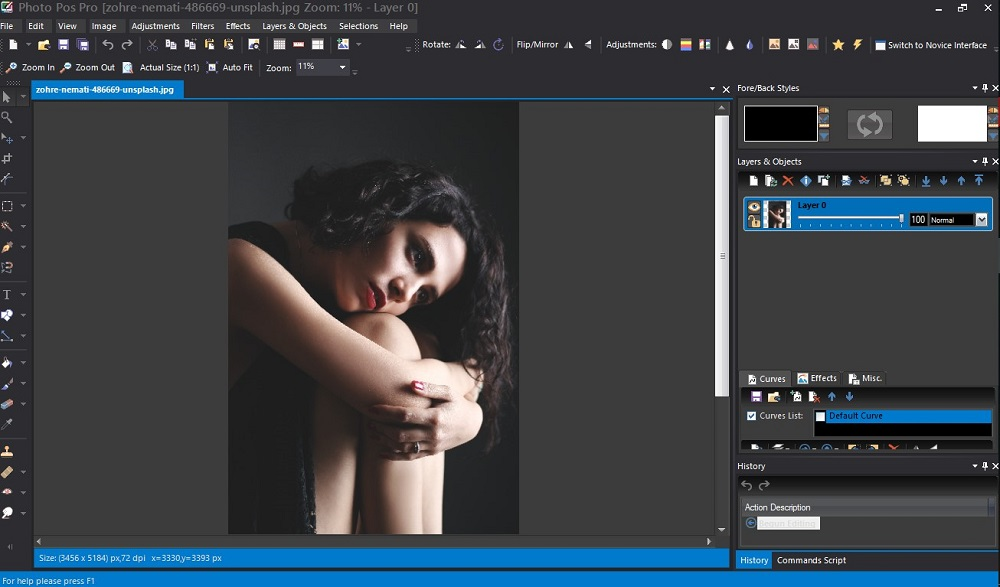 Photo Pos Pro [zohre-nemati-486669-unsplash.jpg Zoom: 11% - Layer 0]
File Edit View Image Adjustments Filters Effects Layers & Objects Selections Help
Rotate: Flip/Mirror Adjustments: Switch to Novice Interface
Zoom In Zoom Out Actual Size (1:1) Auto Fit Zoom: 11%
zohre-nemati-486669-unsplash.jpg
Fore/Back Styles
Layers & Objects
Layer 0
100 Normal
Curves Effects Misc.
Curves List: Default Curve
History
Action Description
Begin Editing
History Commands Script
Size: (3456 x 5184) px,72 dpi x=3330,y=3393 px
For help please press F1